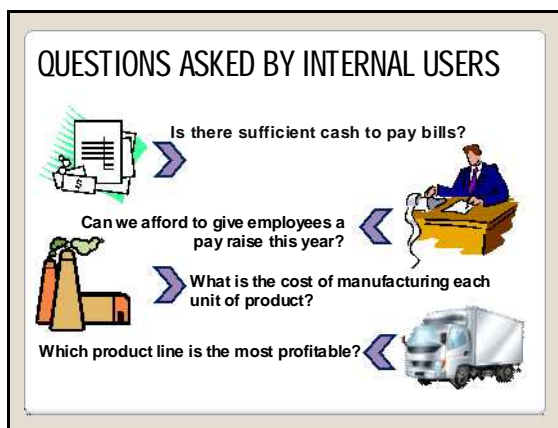 QUESTIONS ASKED BY INTERNAL USERS
Is there sufficient cash to pay bills?
$
Can we afford to give employees a
pay raise this year?
What is the cost of manufacturing each
unit of product?
Which product line is the most profitable?